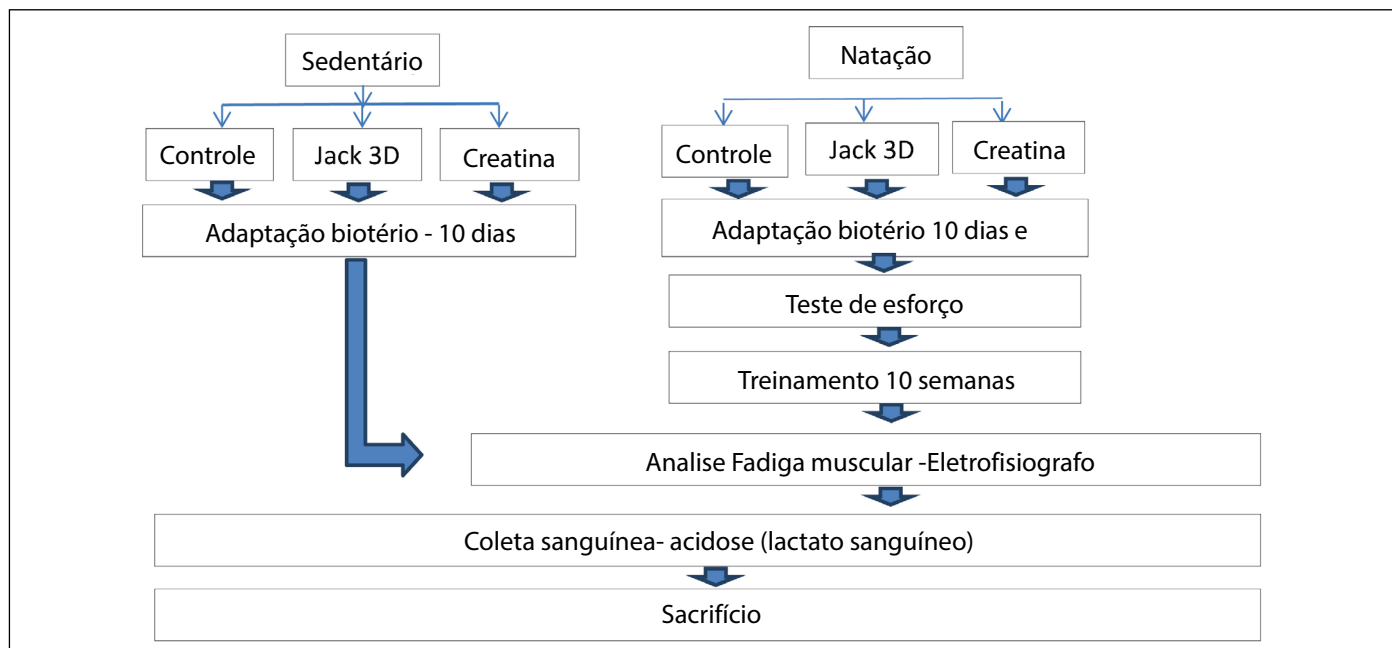 Sedentário
Natação
Controle
Jack 3D
Creatina
Controle
Jack 3D
Creatina
Adaptação biotério - 10 dias
Adaptação biotério 10 dias e
Teste de esforço
Treinamento 10 semanas
Analise Fadiga muscular -Eletrofisiografo
Coleta sanguínea- acidose (lactato sanguíneo)
Sacrifício